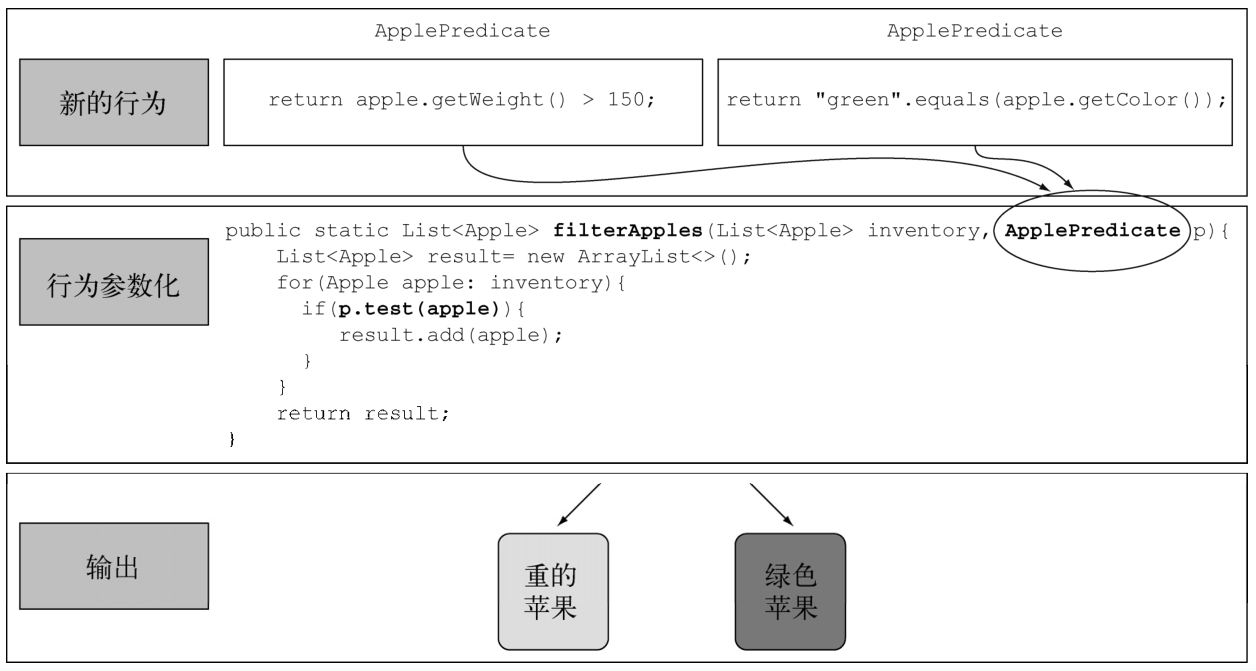 ApplePredicate
ApplePredicate
新的行为
return apple.getWeight() > 150;
return "green".equals(apple.getColor());
行为参数化
public static List<Apple> filterApples(List<Apple> inventory, ApplePredicate p){
List<Apple> result= new ArrayList<>();
for(Apple apple: inventory){
if(p.test(apple)){
result.add(apple);
}
}
return result;
}
输出
重的
苹果
绿色
苹果